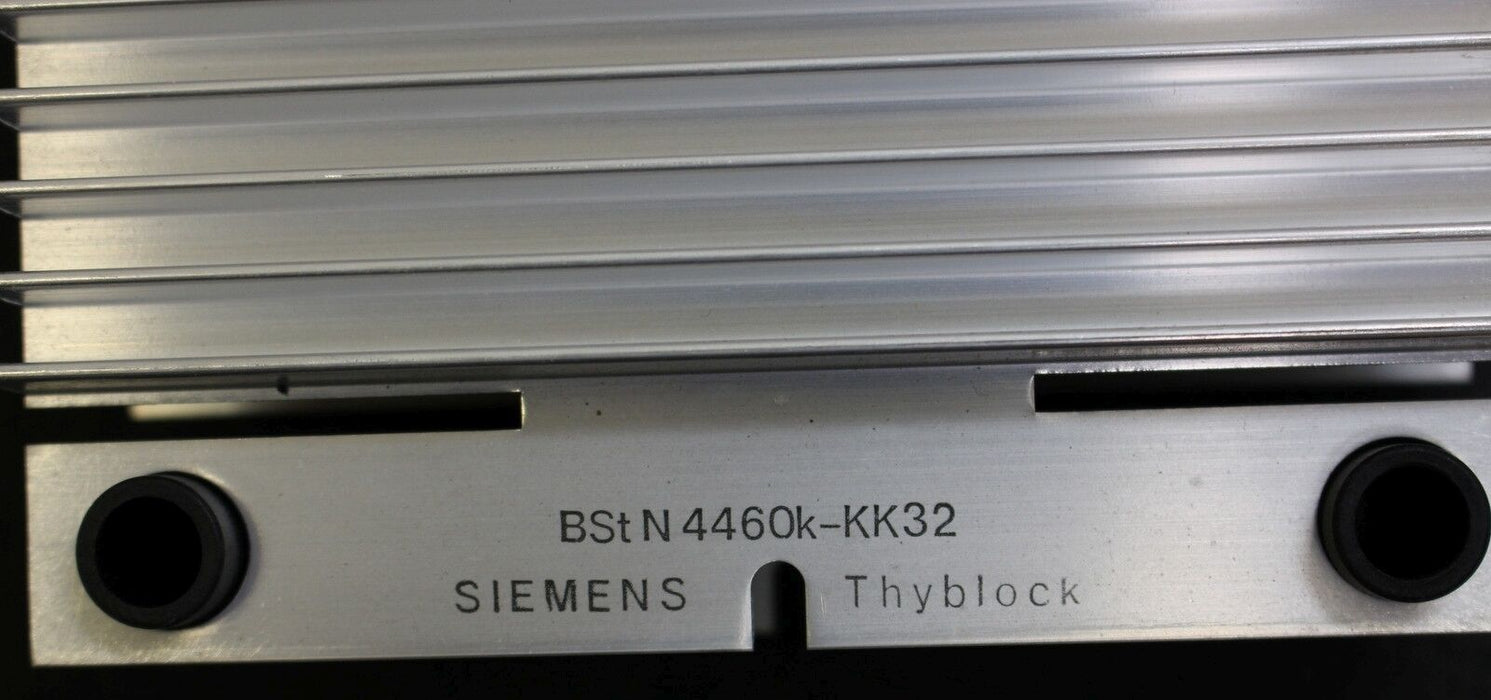 BSt N 4460k-KK32
SIEMENS Thyblock